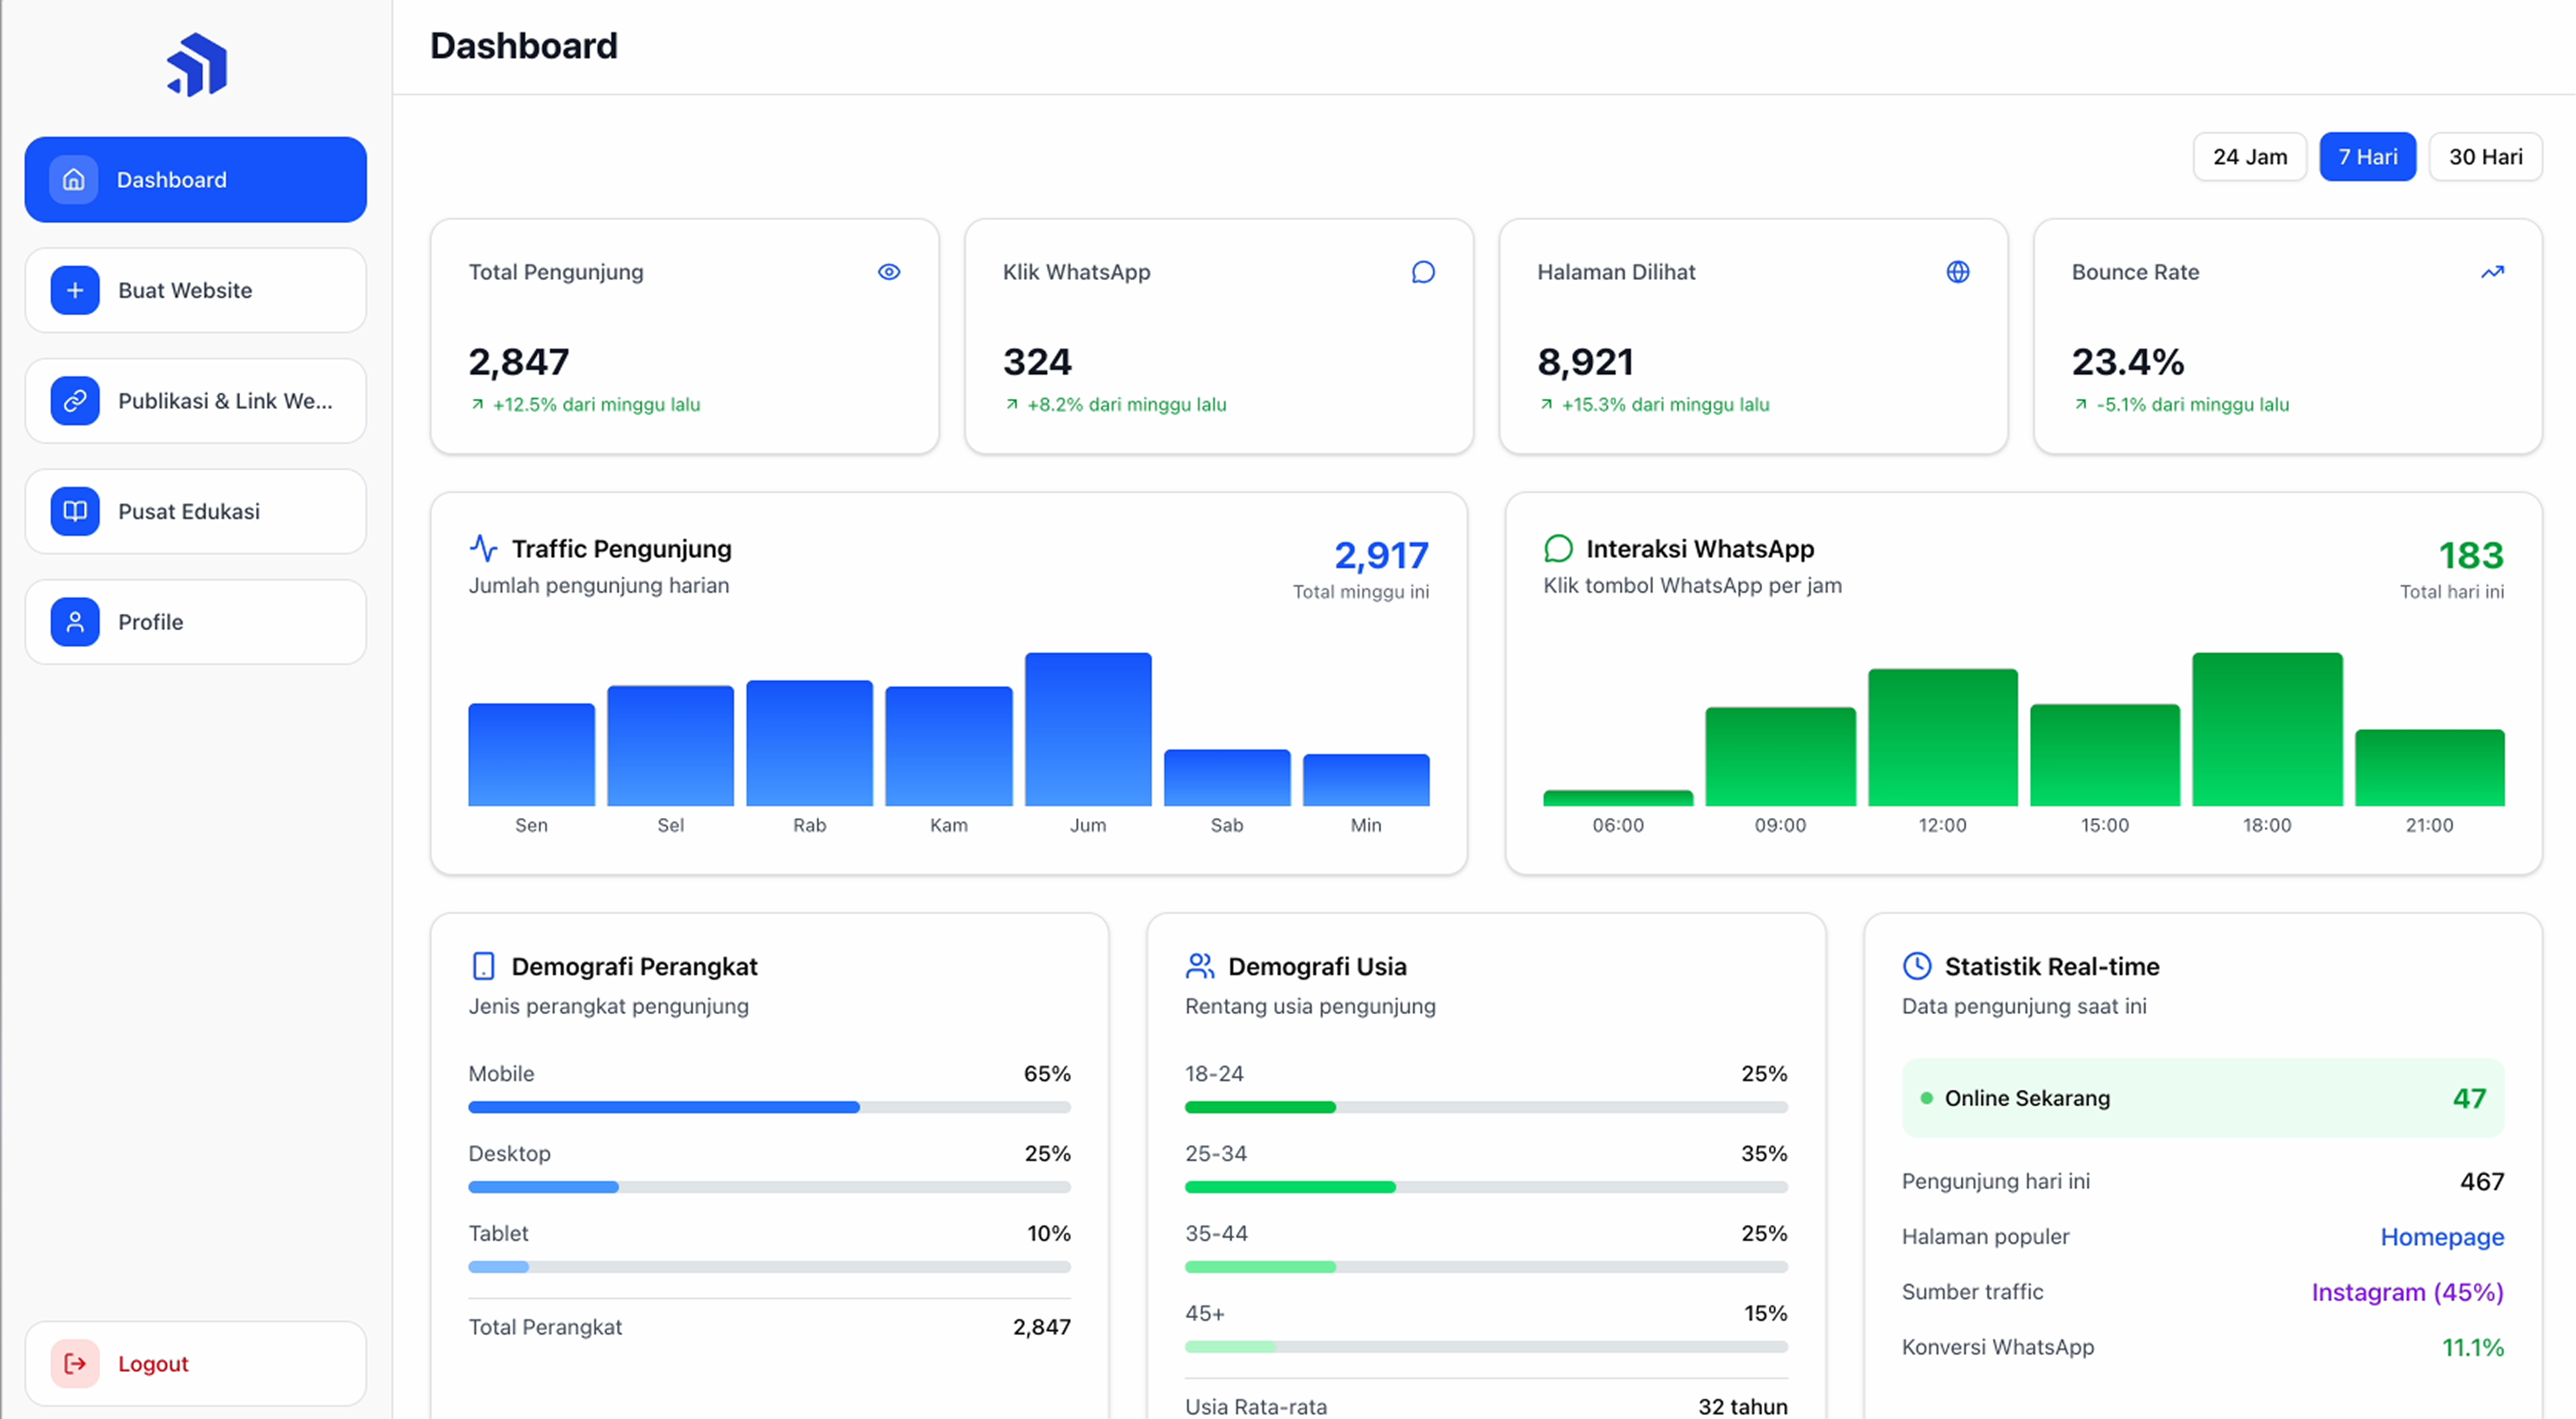 Dashboard
Dashboard
Buat Website
Publikasi & Link We...
Pusat Edukasi
Profile
Logout
24 Jam
7 Hari
30 Hari
Total Pengunjung
2,847
+12.5% dari minggu lalu
Klik WhatsApp
324
+8.2% dari minggu lalu
Halaman Dilihat
8,921
+15.3% dari minggu lalu
Bounce Rate
23.4%
-5.1% dari minggu lalu
Traffic Pengunjung
Jumlah pengunjung harian
2,917
Total minggu ini
Sen Sel Rab Kam Jum Sab Min
Interaksi WhatsApp
Klik tombol WhatsApp per jam
183
Total hari ini
06:00 09:00 12:00 15:00 18:00 21:00
Demografi Perangkat
Jenis perangkat pengunjung
Mobile 65%
Desktop 25%
Tablet 10%
Total Perangkat 2,847
Demografi Usia
Rentang usia pengunjung
18-24 25%
25-34 35%
35-44 25%
45+ 15%
Usia Rata-rata 32 tahun
Statistik Real-time
Data pengunjung saat ini
Online Sekarang 47
Pengunjung hari ini 467
Halaman populer Homepage
Sumber traffic Instagram (45%)
Konversi WhatsApp 11.1%